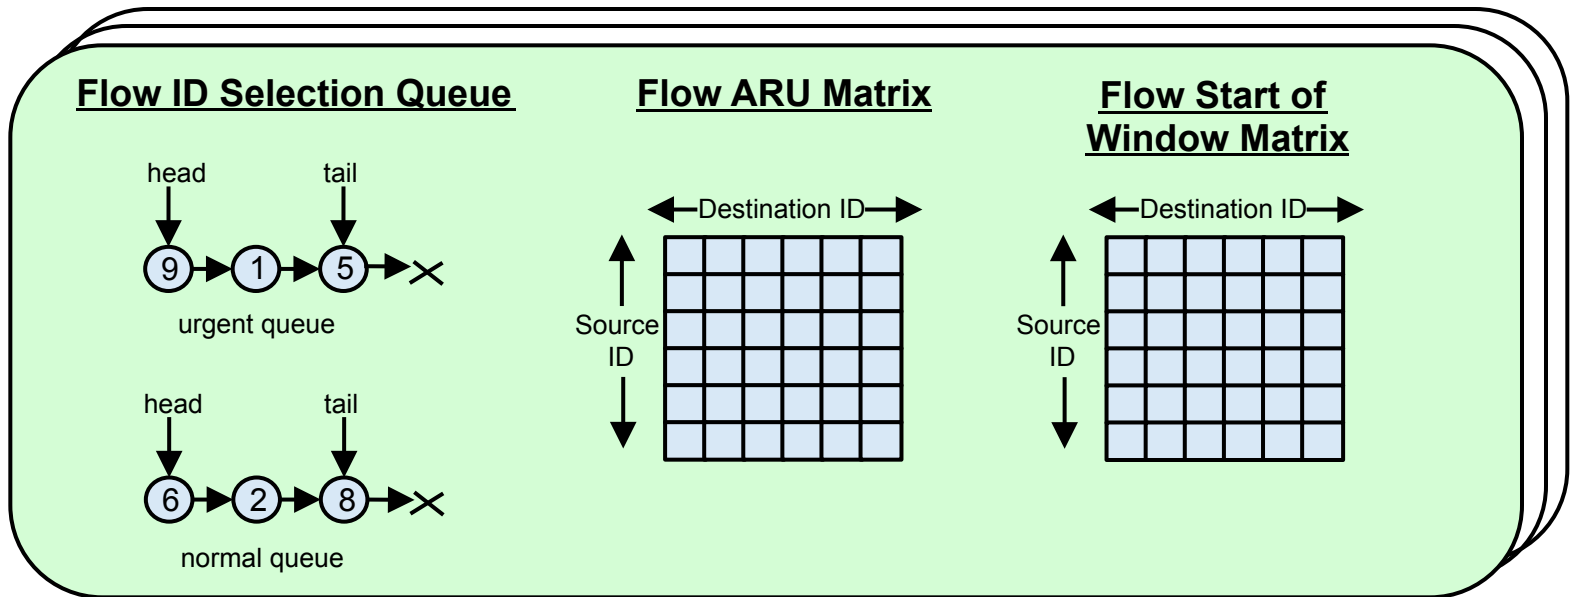 Flow ID Selection Queue
head
tail
9
1
5
urgent queue
head
tail
6
2
8
normal queue
Flow ARU Matrix
Destination ID
Source
ID
Flow Start of
Window Matrix
Destination ID
Source
ID